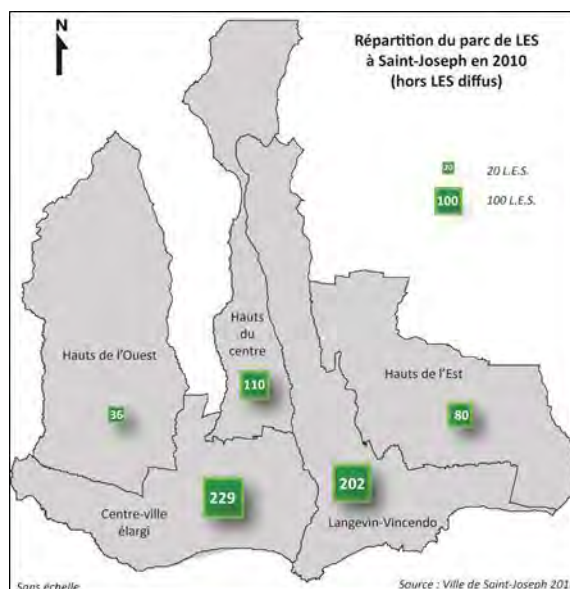 N
Répartition du parc de LES
à Saint-Joseph en 2010
(hors LES diffus)
20
20 L.E.S.
100
100 L.E.S.
Hauts de l'Ouest
36
Hauts
du
centre
110
Hauts de l'Est
80
Centre-ville
élargi
229
202
Langevin-Vincendo
Sans échelle
Source : Ville de Saint-Joseph